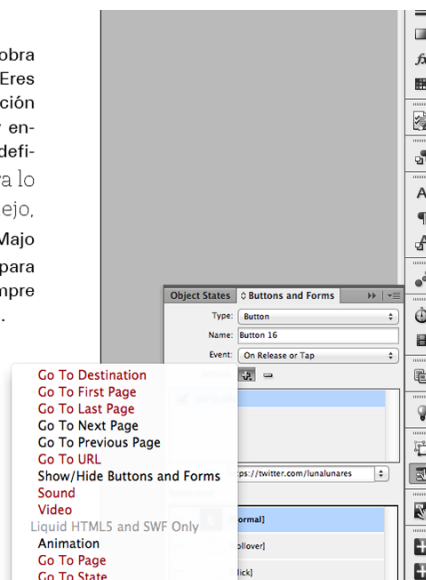 obra
Eres
ción
en-
defi-
a lo
ejo,
Majo
para
mpre
.
Object States
Buttons and Forms
Type: Button
Name: Button 16
Event: On Release or Tap
Go To Destination
Go To First Page
Go To Last Page
Go To Next Page
Go To Previous Page
Go To URL
ps://twitter.com/lunalunares
Show/Hide Buttons and Forms
Sound
Video
Liquid HTML5 and SWF Only
ormal]
Animation
ollover]
Go To Page
Go To State
lick]